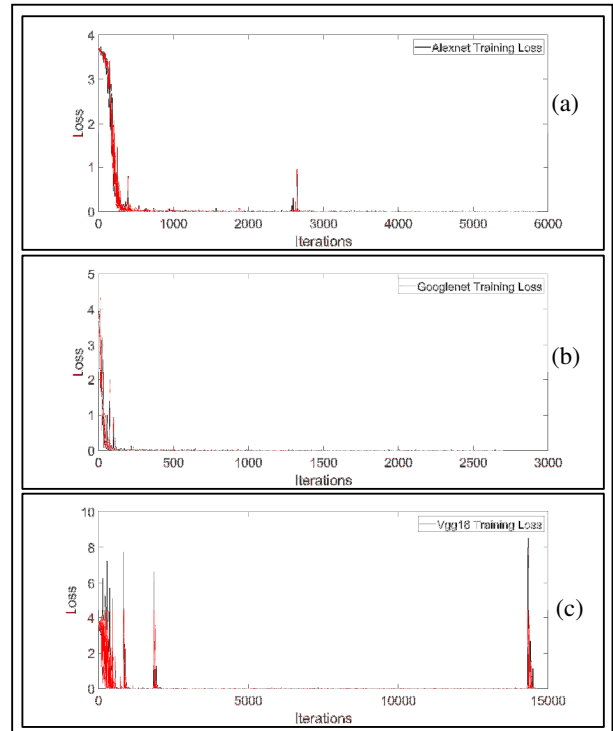 4
Alexnet Training Loss
3
(a)
2
Loss
1
0
0 1000 2000 3000 4000 5000 6000
Iterations
5
Googlenet Training Loss
4
3
(b)
Loss
2
1
0
0 500 1000 1500 2000 2500 3000
Iterations
10
Vgg18 Training Loss
8
6
Loss
(c)
4
2
0
0 5000 10000 15000
Iterations